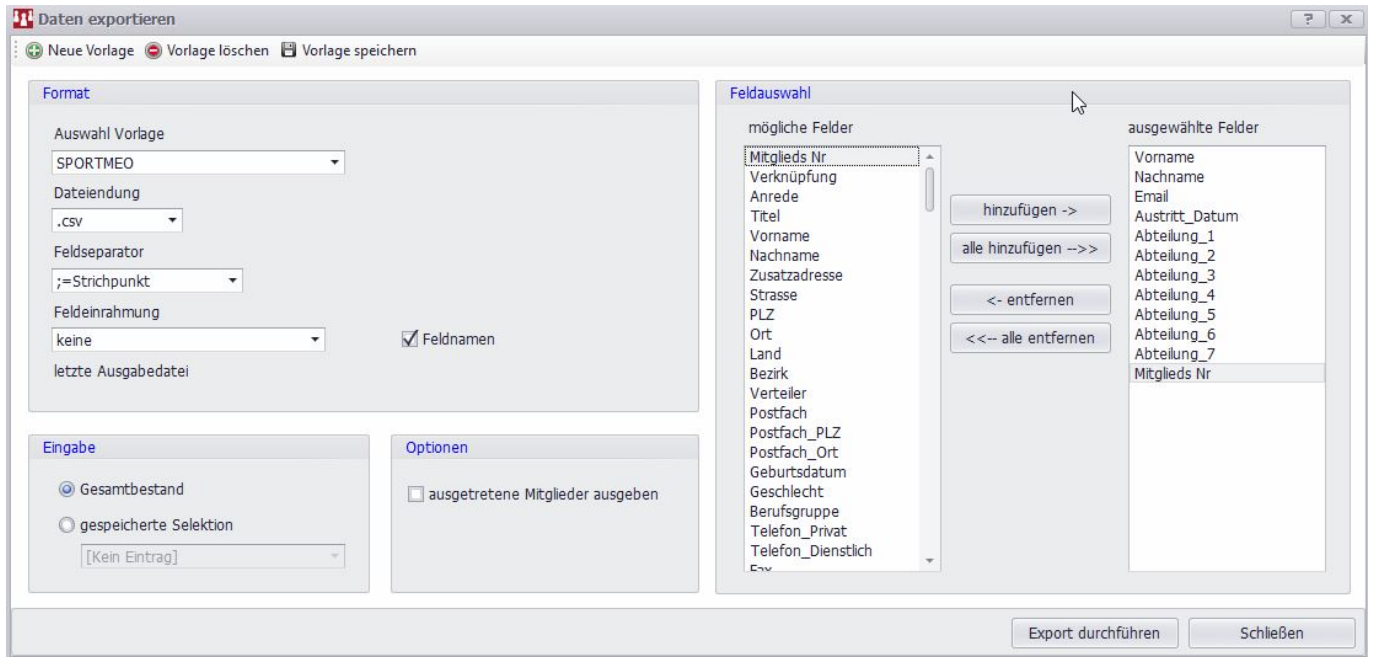 Daten exportieren
Neue Vorlage Vorlage löschen Vorlage speichern
Format
Auswahl Vorlage
SPORTMEO
Dateiendung
.csv
Feldseparator
;=Strichpunkt
Feldeinrahmung
keine
Feldnamen
letzte Ausgabedatei
Eingabe
Gesamtbestand
gespeicherte Selektion
[Kein Eintrag]
Optionen
ausgetretene Mitglieder ausgeben
Feldauswahl
mögliche Felder
Mitglieds Nr
Verknüpfung
Anrede
Titel
Vorname
Nachname
Zusatzadresse
Strasse
PLZ
Ort
Land
Bezirk
Verteiler
Postfach
Postfach_PLZ
Postfach_Ort
Geburtsdatum
Geschlecht
Berufsgruppe
Telefon_Privat
Telefon_Dienstlich
Fax
hinzufügen ->
alle hinzufügen -->>
<- entfernen
<<-- alle entfernen
ausgewählte Felder
Vorname
Nachname
Email
Austritt_Datum
Abteilung_1
Abteilung_2
Abteilung_3
Abteilung_4
Abteilung_5
Abteilung_6
Abteilung_7
Mitglieds Nr
Export durchführen
Schließen